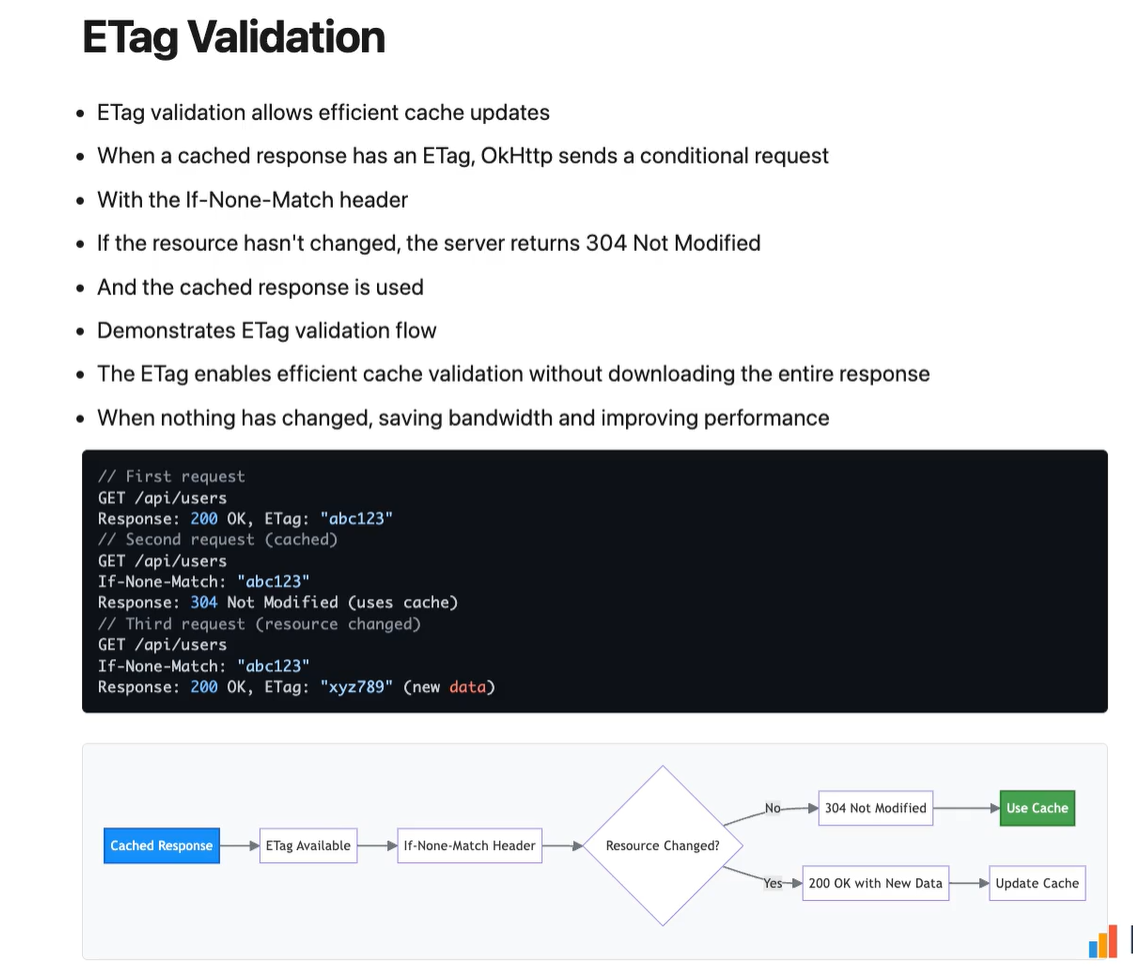 ETag Validation
ETag validation allows efficient cache updates
When a cached response has an ETag, OkHttp sends a conditional request
With the If-None-Match header
If the resource hasn't changed, the server returns 304 Not Modified
And the cached response is used
Demonstrates ETag validation flow
The ETag enables efficient cache validation without downloading the entire response
When nothing has changed, saving bandwidth and improving performance
// First request
GET /api/users
Response: 200 OK, ETag: "abc123"
// Second request (cached)
GET /api/users
If-None-Match: "abc123"
Response: 304 Not Modified (uses cache)
// Third request (resource changed)
GET /api/users
If-None-Match: "abc123"
Response: 200 OK, ETag: "xyz789" (new data)
Cached Response
ETag Available
If-None-Match Header
Resource Changed?
No
304 Not Modified
Use Cache
Yes
200 OK with New Data
Update Cache